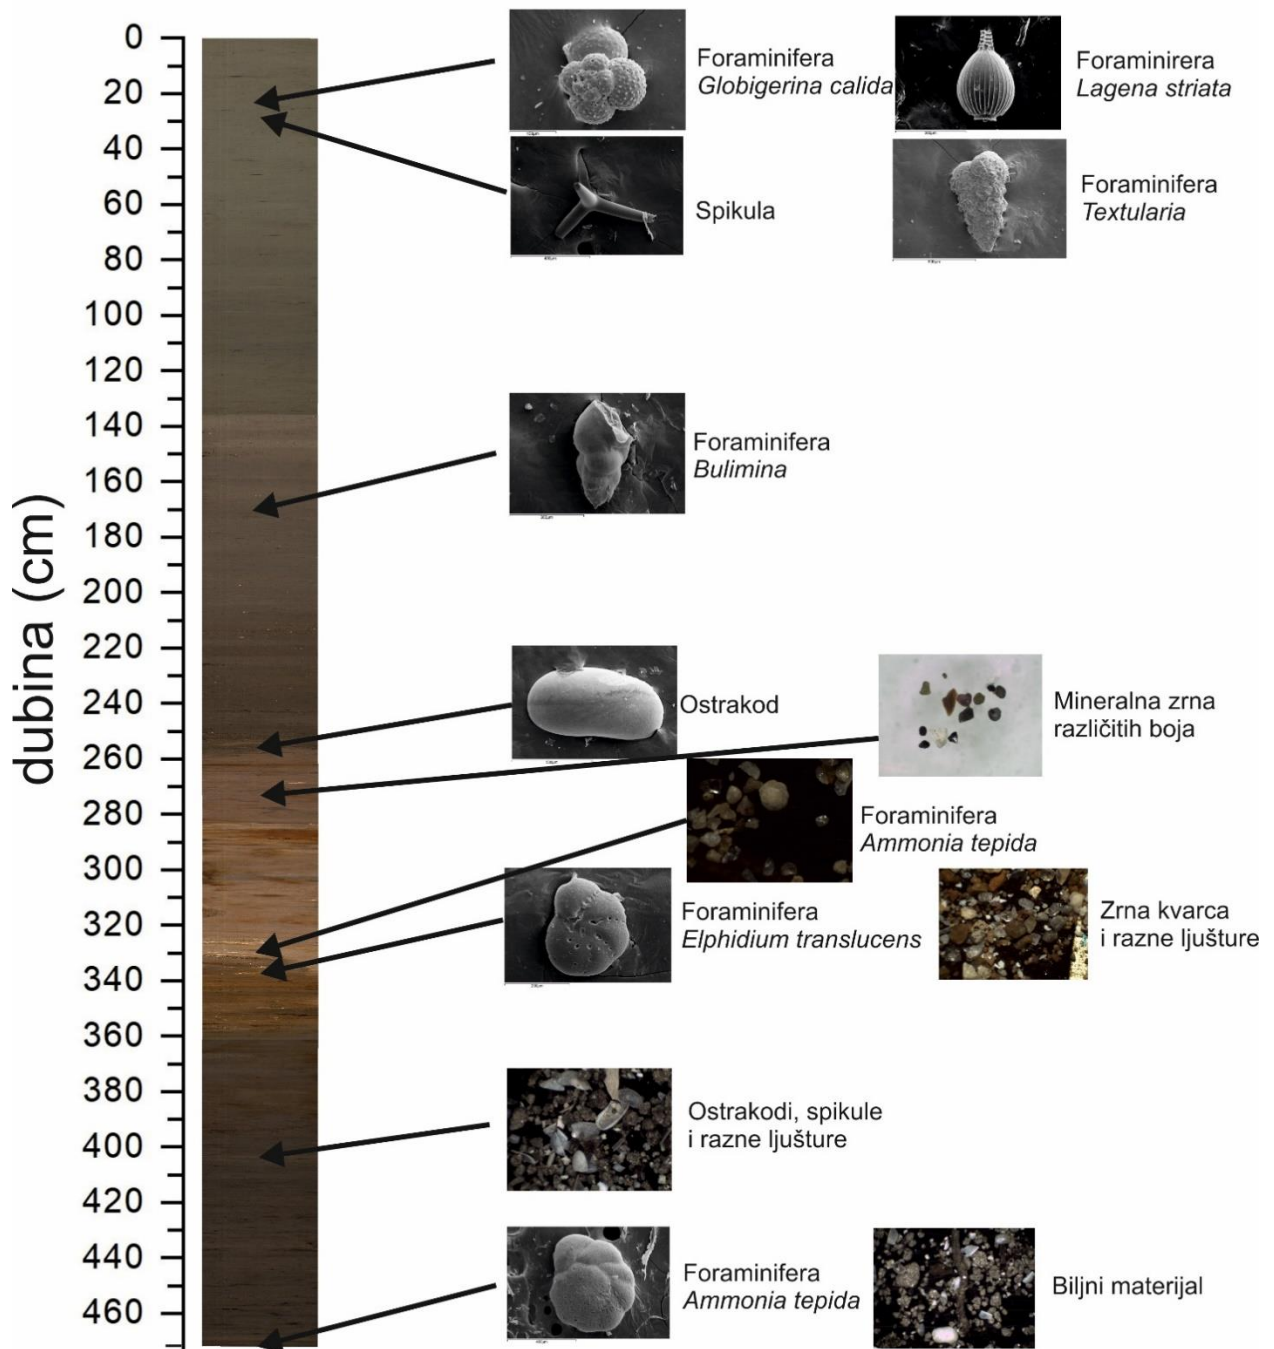 0
20
40
60
80
100
120
140
160
180
200
220
240
260
280
300
320
340
360
380
400
420
440
460
dubina (cm)
Foraminifera
Globigerina calida
Foraminirera
Lagena striata
Spikula
Foraminifera
Textularia
Foraminifera
Bulimina
Ostrakod
Mineralna zrna
različitih boja
Foraminifera
Ammonia tepida
Foraminifera
Elphidium translucens
Zrna kvarca
i razne ljušture
Ostrakodi, spikule
i razne ljušture
Foraminifera
Ammonia tepida
Biljni materijal